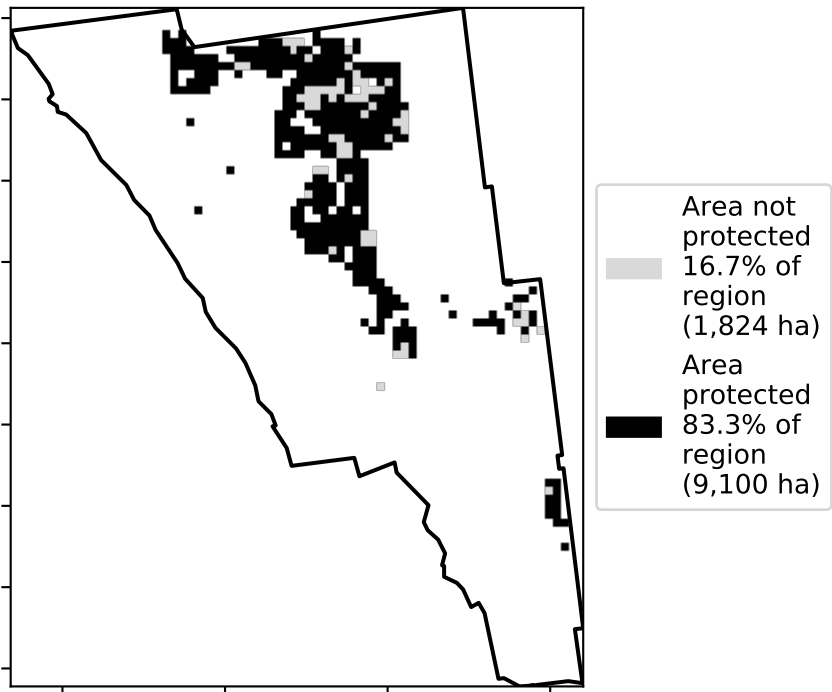 Area not
protected
16.7% of
region
(1,824 ha)
Area
protected
83.3% of
region
(9,100 ha)